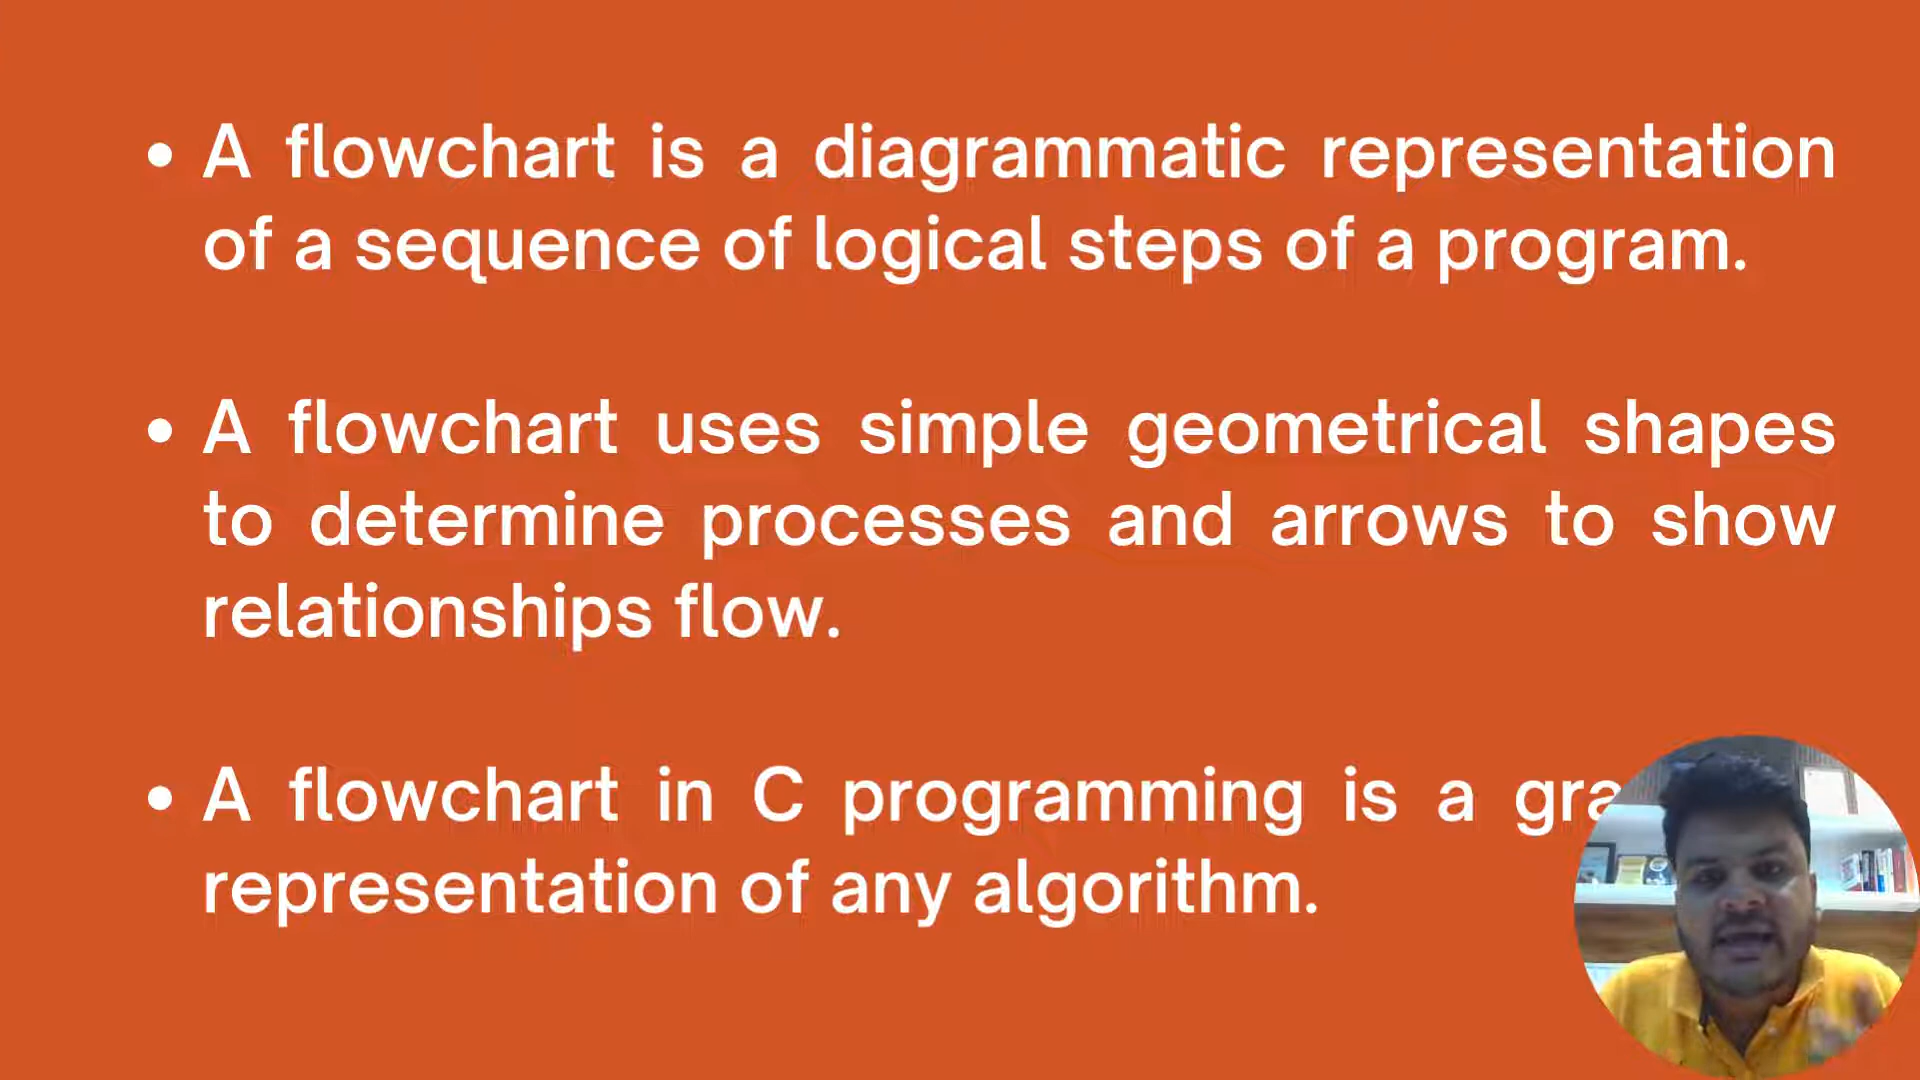 • A flowchart is a diagrammatic representation
of a sequence of logical steps of a program.
• A flowchart uses simple geometrical shapes
to determine processes and arrows to show
relationships flow.
• A flowchart in C programming is a
representation of any algorithm.